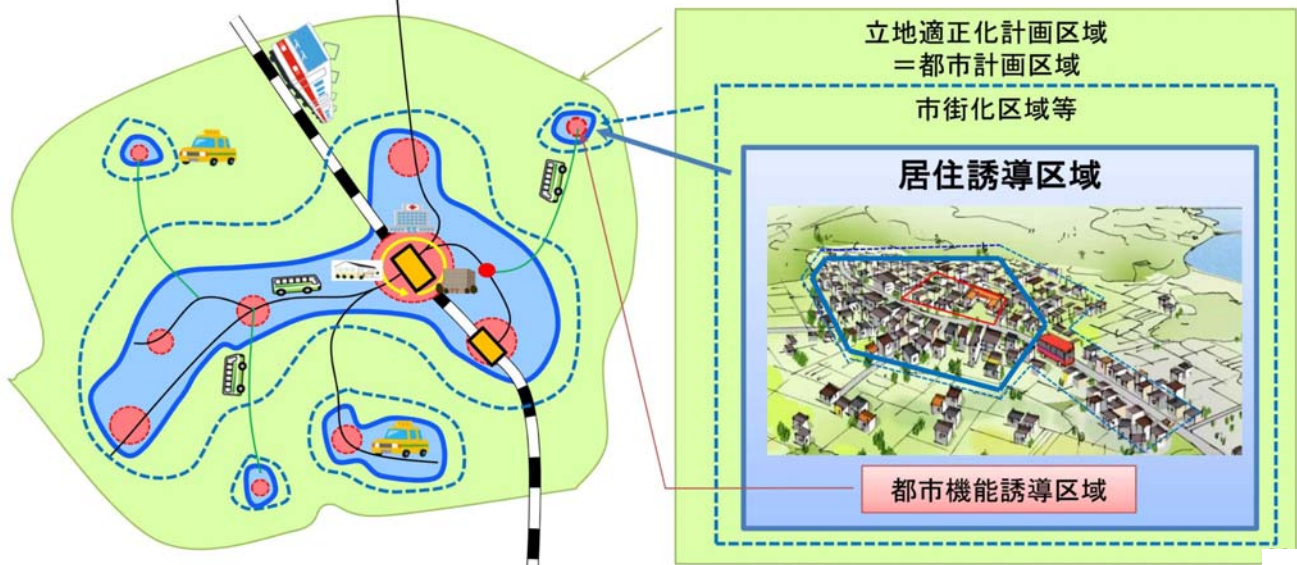 立地適正化計画区域
＝都市計画区域
市街化区域等
居住誘導区域
都市機能誘導区域